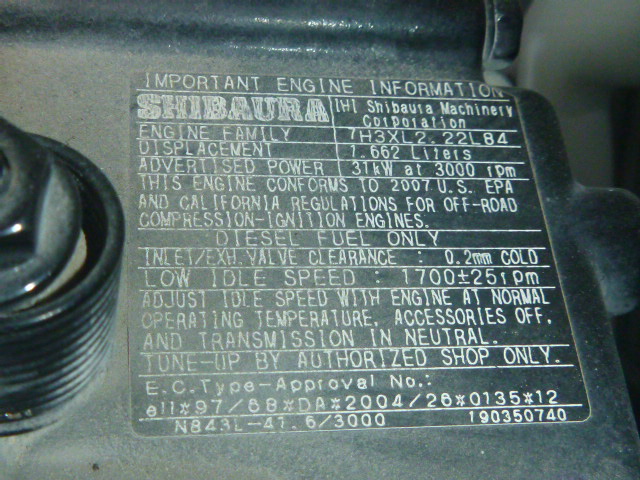 IMPORTANT ENGINE INFORMATION
SHIBAURA IHI Shibaura Machinery Corporation
ENGINE FAMILY 7H3XL2.22L84
DISPLACEMENT 1.662 Liters
ADVERTISED POWER 31kW at 3000 rpm
THIS ENGINE CONFORMS TO 2007 U.S. EPA
AND CALIFORNIA REGULATIONS FOR OFF-ROAD
COMPRESSION-IGNITION ENGINES.
DIESEL FUEL ONLY
INLET/EXH.VALVE CLEARANCE : 0.2mm COLD
LOW IDLE SPEED : 1700±25rpm
ADJUST IDLE SPEED WITH ENGINE AT NORMAL
OPERATING TEMPERATURE, ACCESSORIES OFF,
AND TRANSMISSION IN NEUTRAL.
TUNE-UP BY AUTHORIZED SHOP ONLY.
E.C.Type-Approval No.:
e11*97/68*DA*2004/26*0135*12
N843L-41.6/3000 190350740